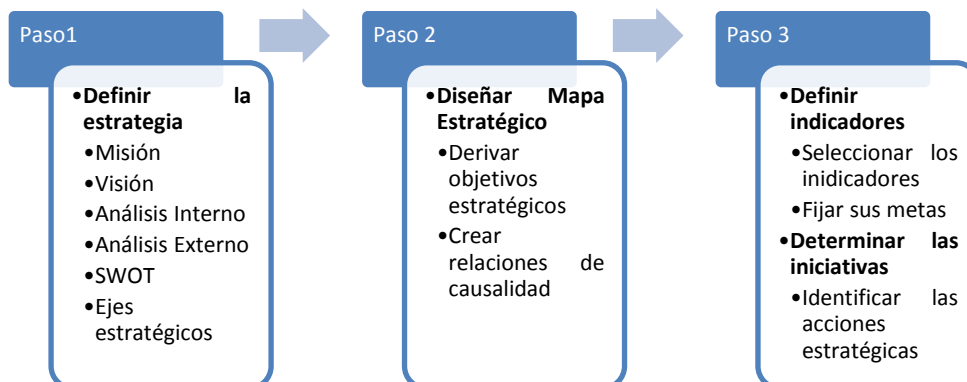 Paso1
•Definir la
estrategia
•Misión
•Visión
•Análisis Interno
•Análisis Externo
•SWOT
•Ejes
estratégicos
Paso 2
•Diseñar Mapa
Estratégico
•Derivar
objetivos
estratégicos
•Crear
relaciones de
causalidad
Paso 3
•Definir
indicadores
•Seleccionar los
inidicadores
•Fijar sus metas
•Determinar las
iniciativas
•Identificar las
acciones
estratégicas